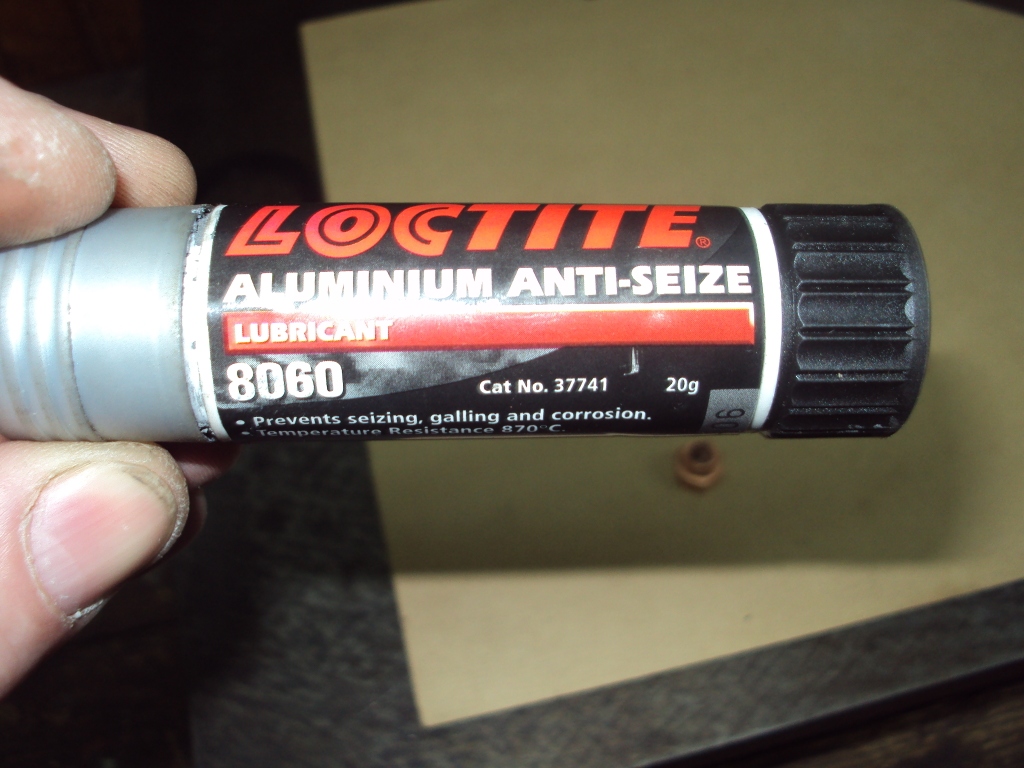 LOCTITE®
ALUMINIUM ANTI-SEIZE
LUBRICANT
8060 Cat No. 37741 20g
• Prevents seizing, galling and corrosion.
• Temperature Resistance 870°C.